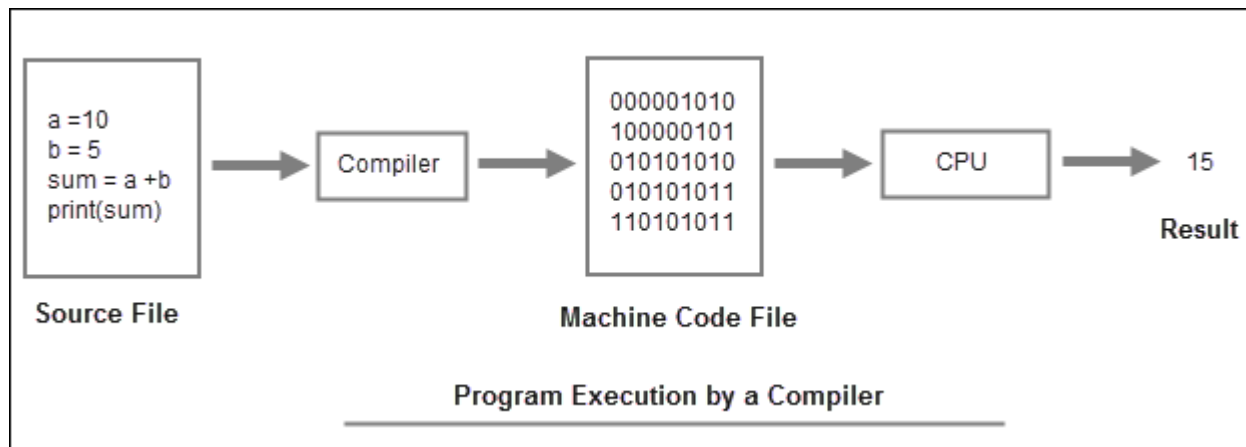 a =10
b = 5
sum = a +b
print(sum)
Source File
Compiler
000001010
100000101
010101010
010101011
110101011
Machine Code File
CPU
15
Result
Program Execution by a Compiler